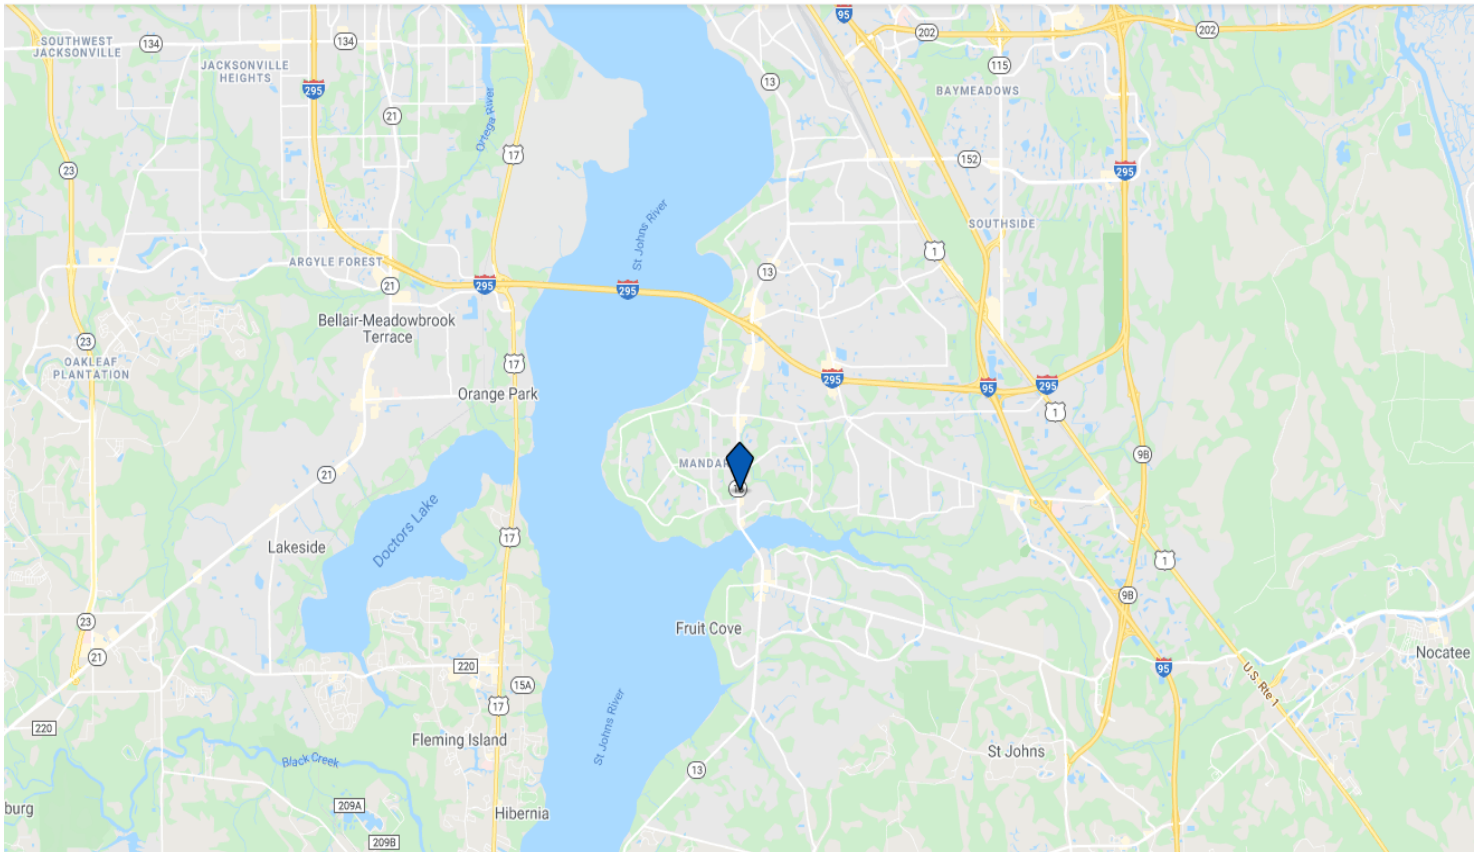 95
202
202
SOUTHWEST
JACKSONVILLE
134
134
JACKSONVILLE
HEIGHTS
115
13
295
BAYMEADOWS
21
Ortega River
17
152
23
295
St Johns River
SOUTHSIDE
1
ARGYLE FOREST
13
21
295
295
Bellair-Meadowbrook
Terrace
23
OAKLEAF
PLANTATION
17
295
95
295
Orange Park
1
9B
MANDAR
21
Doctors Lake
17
Lakeside
1
9B
23
Fruit Cove
21
220
95
Nocatee
15A
U.S. Rte 1
17
220
St Johns River
Fleming Island
St Johns
Black Creek
13
burg
209A
Hibernia
209B